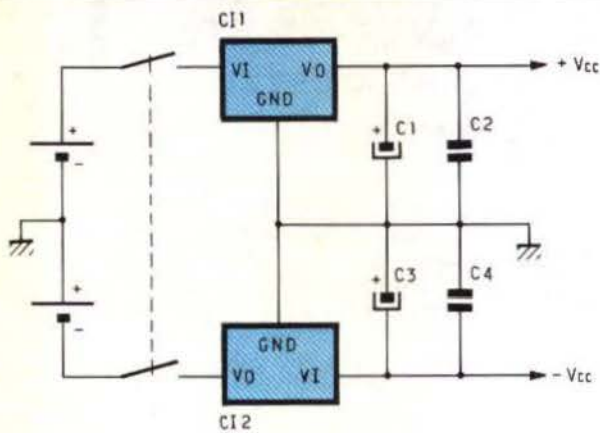 CI1
VI VO
GND
+ Vcc
+ C1 C2
+
-
+
-
+ C3 C4
GND
VO VI
- Vcc
CI2